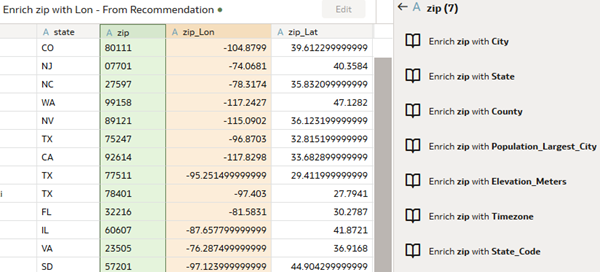 Enrich zip with Lon - From Recommendation
Edit
A state A zip A zip_Lon A zip_Lat
CO 80111 -104.8799 39.612299999999
NJ 07701 -74.0681 40.3584
NC 27597 -78.3174 35.832099999999
WA 99158 -117.2427 47.1282
NV 89121 -115.0902 36.123199999999
TX 75247 -96.8703 32.815199999999
CA 92614 -117.8298 33.682899999999
TX 77511 -95.251499999999 29.411999999999
i TX 78401 -97.403 27.7941
FL 32216 -81.5831 30.2787
IL 60607 -87.657799999999 41.8721
VA 23505 -76.287499999999 36.9168
SD 57201 -97.123999999999 44.904299999999
A zip (7)
Enrich zip with City
Enrich zip with State
Enrich zip with County
Enrich zip with Population_Largest_City
Enrich zip with Elevation_Meters
Enrich zip with Timezone
Enrich zip with State_Code